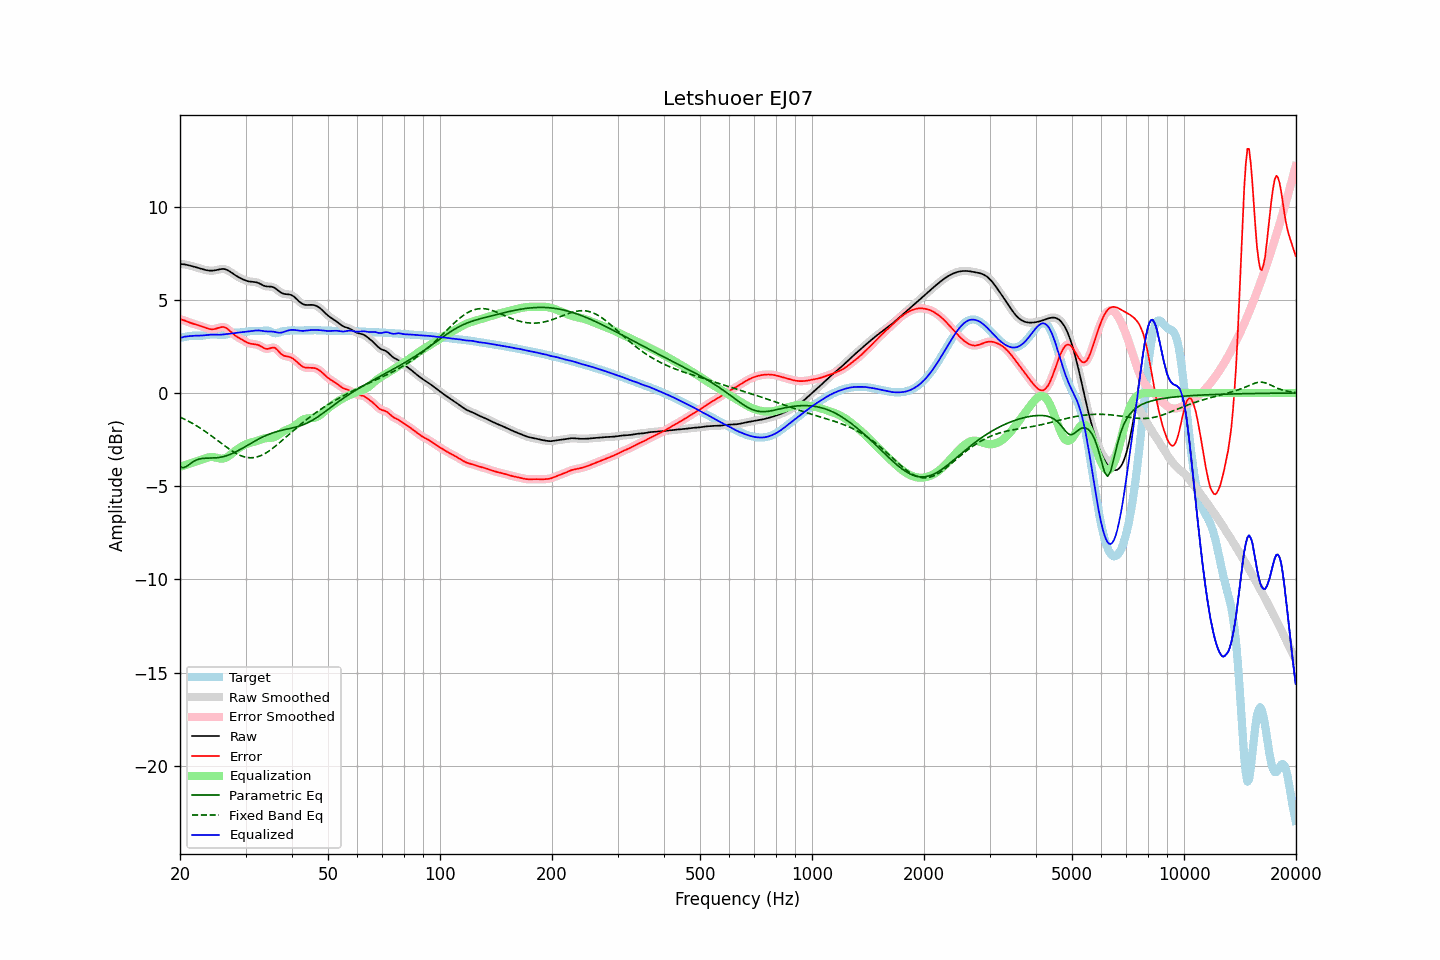 Letshuoer EJ07
Amplitude (dBr)
10
5
0
−5
−10
−15
−20
Target
Raw Smoothed
Error Smoothed
Raw
Error
Equalization
Parametric Eq
Fixed Band Eq
Equalized
20 50 100 200 500 1000 2000 5000 10000 20000
Frequency (Hz)